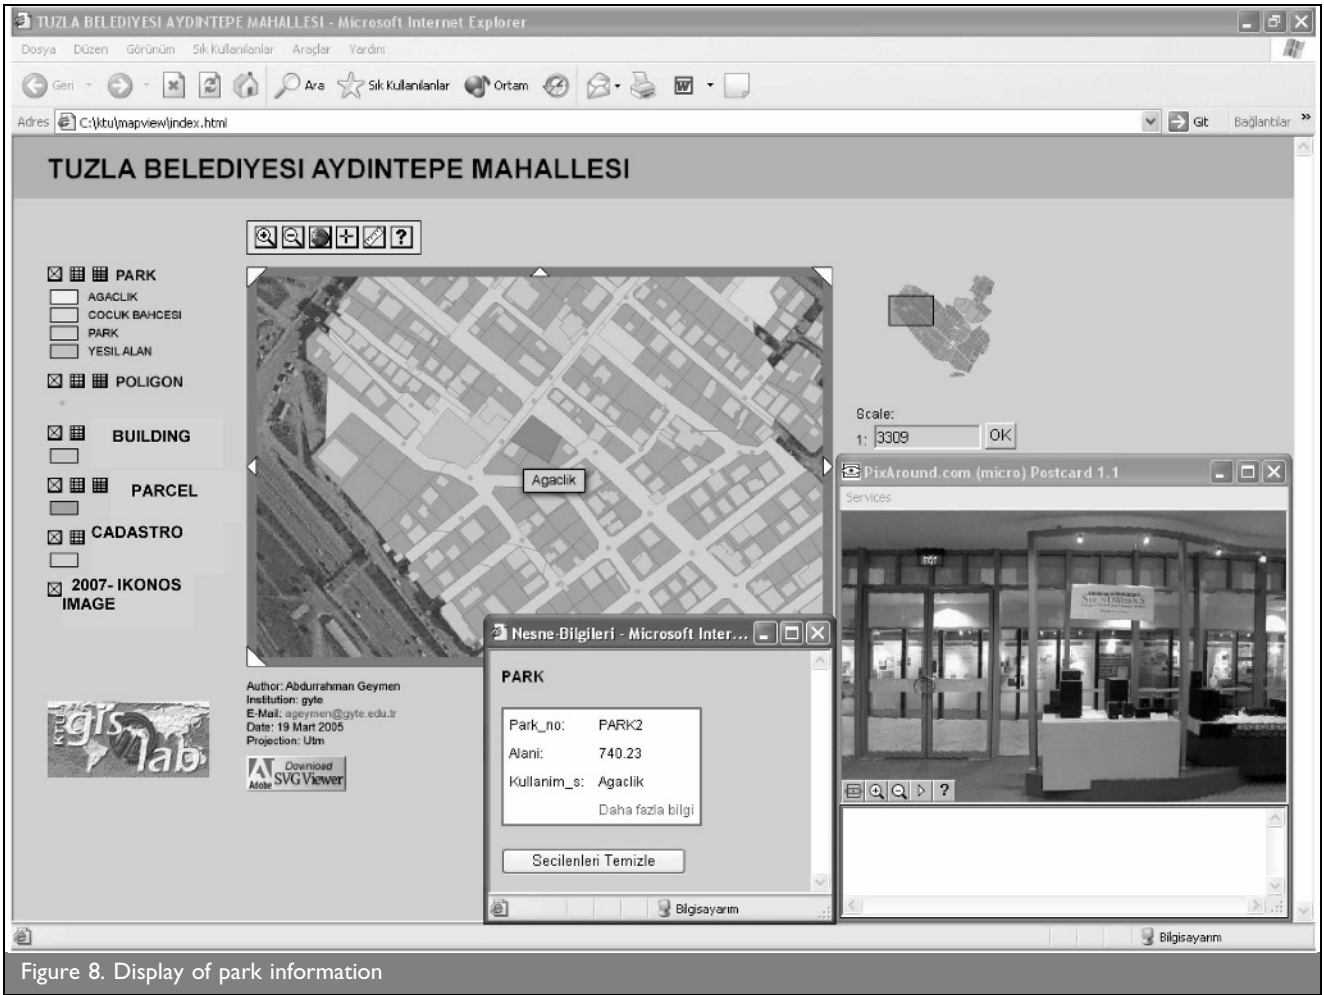 TUZLA BELEDIYESI AYDINTEPE MAHALLESI - Microsoft Internet Explorer
Dosya Düzen Görünüm Sık Kullanılanlar Araçlar Yardım
Geri Ara Sık Kullanılanlar Ortam
Adres C:\ktu\mapview\index.html Git Bağlantılar »
TUZLA BELEDIYESI AYDINTEPE MAHALLESI
PARK
AGACLIK
COCUK BAHCESI
PARK
YESIL ALAN
POLIGON
BUILDING
PARCEL
CADASTRO
2007- IKONOS
IMAGE
KTU gis lab
Agaclik
Author: Abdurrahman Geymen
Institution: gyte
E-Mail: ageymen@gyte.edu.tr
Date: 19 Mart 2005
Projection: Utm
Download
Adobe SVG Viewer
Scale:
1: 3309 OK
PixAround.com (micro) Postcard 1.1
Services
Nesne-Bilgileri - Microsoft Inter...
PARK
Park_no: PARK2
Alani: 740.23
Kullanim_s: Agaclik
Daha fazla bilgi
Secilenleri Temizle
Bilgisayarım
Bilgisayarım
Figure 8. Display of park information